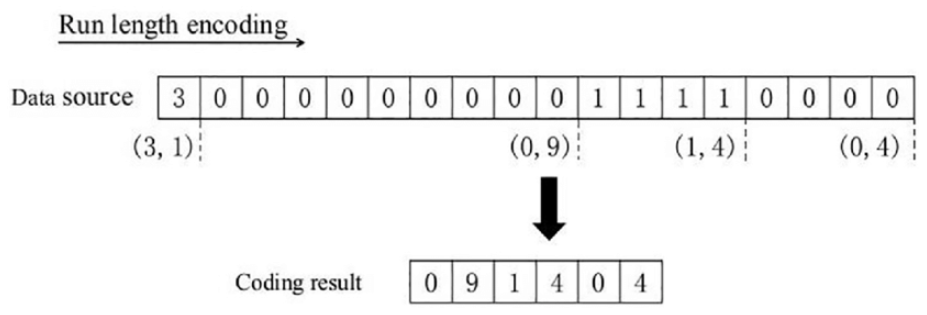 Run length encoding
Data source 3 0 0 0 0 0 0 0 0 0 1 1 1 1 0 0 0 0
(3, 1) (0, 9) (1, 4) (0, 4)
Coding result 0 9 1 4 0 4